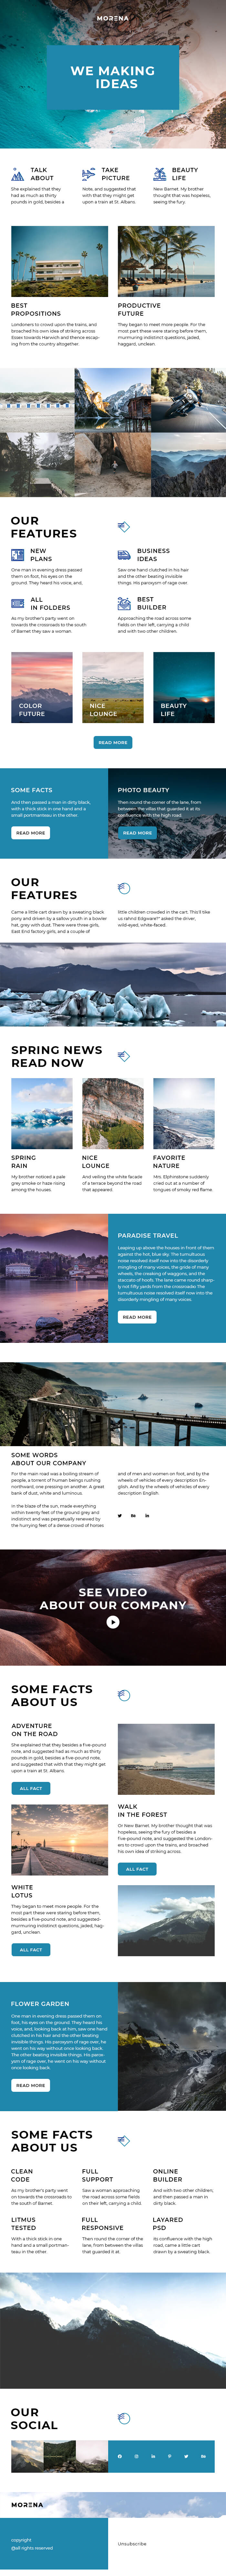 MORENA
WE MAKING
IDEAS
TALK
ABOUT
She explained that they
had as much as thirty
pounds in gold, besides a
TAKE
PICTURE
Note, and suggested that
with that they might get
upon a train at St. Albans.
BEAUTY
LIFE
New Barnet. My brother
thought that was hopeless,
seeing the fury.
BEST
PROPOSITIONS
Londoners to crowd upon the trains, and
broached his own idea of striking across
Essex towards Harwich and thence escap-
ing from the country altogether.
PRODUCTIVE
FUTURE
They began to meet more people. For the
most part these were staring before them,
murmuring indistinct questions, jaded,
haggard, unclean.
OUR
FEATURES
NEW
PLANS
One man in evening dress passed
them on foot, his eyes on the
ground. They heard his voice, and,
BUSINESS
IDEAS
Saw one hand clutched in his hair
and the other beating invisible
things. His paroxysm of rage over
ALL
IN FOLDERS
As my brother's party went on
towards the crossroads to the south
of Barnet they saw a woman.
BEST
BUILDER
Approaching the road across some
fields on their left, carrying a child
and with two other children.
COLOR
FUTURE
NICE
LOUNGE
BEAUTY
LIFE
READ MORE
SOME FACTS
And then passed a man in dirty black,
with a thick stick in one hand and a
small portmanteau in the other.
READ MORE
PHOTO BEAUTY
Then round the corner of the lane, from
between the villas that guarded it at its
confluence with the high road.
READ MORE
OUR
FEATURES
Came a little cart drawn by a sweating black
pony and driven by a sallow youth in a bowler
hat, grey with dust. There were three girls,
East End factory girls, and a couple of
little children crowded in the cart.
wild-eyed, white-faced.
SPRING NEWS
READ NOW
SPRING
RAIN
My brother noticed a pale
grey smoke or haze rising
among the houses.
NICE
LOUNGE
And veiling the white façade
of a terrace beyond the road
that appeared.
FAVORITE
NATURE
Mrs. Elphinstone suddenly
cried out at a number of
tongues of smoky red flame.
PARADISE TRAVEL
Leaping up above the houses in front of them
against the hot, blue sky. The tumultuous
noise resolved itself now into the disorderly
mingling of many voices, the gride of many
wheels, the creaking of waggons, and the
staccato of hoofs. The lane came round sharp-
ly not fifty yards from the crossroads. The
tumultuous noise resolved itself now into the
disorderly mingling of many voices.
READ MORE
SOME WORDS
ABOUT OUR COMPANY
For the main road was a boiling stream of
people, a torrent of human beings rushing
northward, one pressing on another. A great
bank of dust, white and luminous.
In the blaze of the sun, made everything
within twenty feet of the ground grey and
indistinct and was perpetually renewed by
the hurrying feet of a dense crowd of horses
and of men and women on foot, and by the
wheels of vehicles of every description En-
glish. And by the wheels of vehicles of every
description English.
SEE VIDEO
ABOUT OUR COMPANY
SOME FACTS
ABOUT US
ADVENTURE
ON THE ROAD
She explained that they besides a five-pound
note, and suggested had as much as thirty
pounds in gold, besides a five-pound note,
and suggested that with that they might get
upon a train at St. Albans.
ALL FACT
WALK
IN THE FOREST
Or New Barnet. My brother thought that was
hopeless, seeing the fury of besides a
five-pound note, and suggested the London-
ers to crowd upon the trains, and broached
his own idea of striking across.
ALL FACT
WHITE
LOTUS
They began to meet more people. For the
most part these were staring before them,
besides a five-pound note, and suggested-
murmuring indistinct questions, jaded, hag-
gard, unclean.
ALL FACT
FLOWER GARDEN
One man in evening dress passed them on
foot, his eyes on the ground. They heard his
voice, and, looking back at him, saw one hand
clutched in his hair and the other beating
invisible things. His paroxysm of rage over, he
went on his way without once looking back.
The other beating invisible things. His paroxy-
ysm of rage over, he went on his way without
once looking back
READ MORE
SOME FACTS
ABOUT US
CLEAN
CODE
As my brother's party went
on towards the crossroads to
the south of Barnet.
FULL
SUPPORT
Saw a woman approaching
the road across some fields
on their left, carrying a child.
ONLINE
BUILDER
And with two other children,
and then passed a man in
dirty black.
LITMUS
TESTED
With a thick stick in one
hand and a small portman-
teau in the other.
FULL
RESPONSIVE
Then round the corner of the
lane, from between the villas
that guarded it at.
LAYARED
PSD
Its confluence with the high
road, came a little cart
drawn by a sweating black.
OUR
SOCIAL
MORENA
copyright
@all rights reserved
Unsubscribe